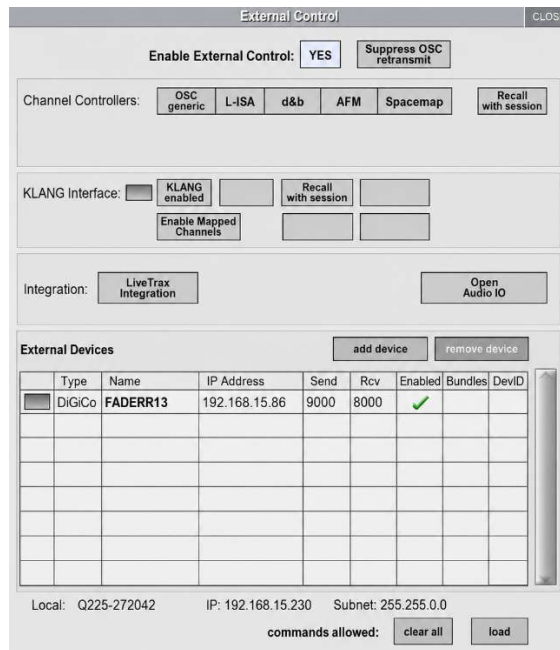 External Control
CLOS
Enable External Control: YES Suppress OSC retransmit
Channel Controllers: OSC generic L-ISA d&b AFM Spacemap Recall with session
KLANG Interface: KLANG enabled Recall with session
Enable Mapped Channels
Integration: LiveTrax Integration Open Audio IO
External Devices add device remove device
Type Name IP Address Send Rcv Enabled Bundles DevID
DiGiCo FADERR13 192.168.15.86 9000 8000
Local: Q225-272042 IP: 192.168.15.230 Subnet: 255.255.0.0
commands allowed: clear all load